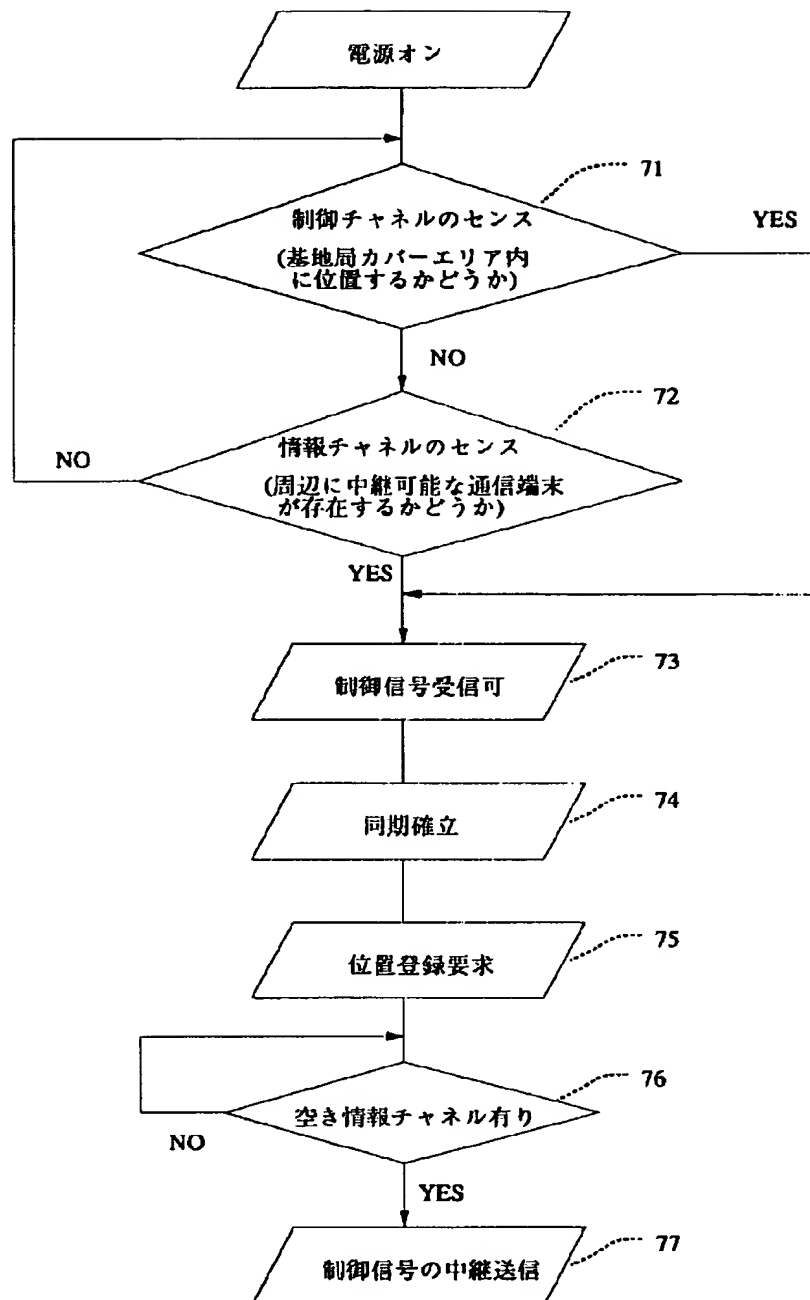 電源オン
71
制御チャネルのセンス
YES
(基地局カバーエリア内
に位置するかどうか)
NO
72
情報チャネルのセンス
NO
(周辺に中継可能な通信端末
が存在するかどうか)
YES
73
制御信号受信可
74
同期確立
75
位置登録要求
76
空き情報チャネル有り
NO
YES
77
制御信号の中継送信